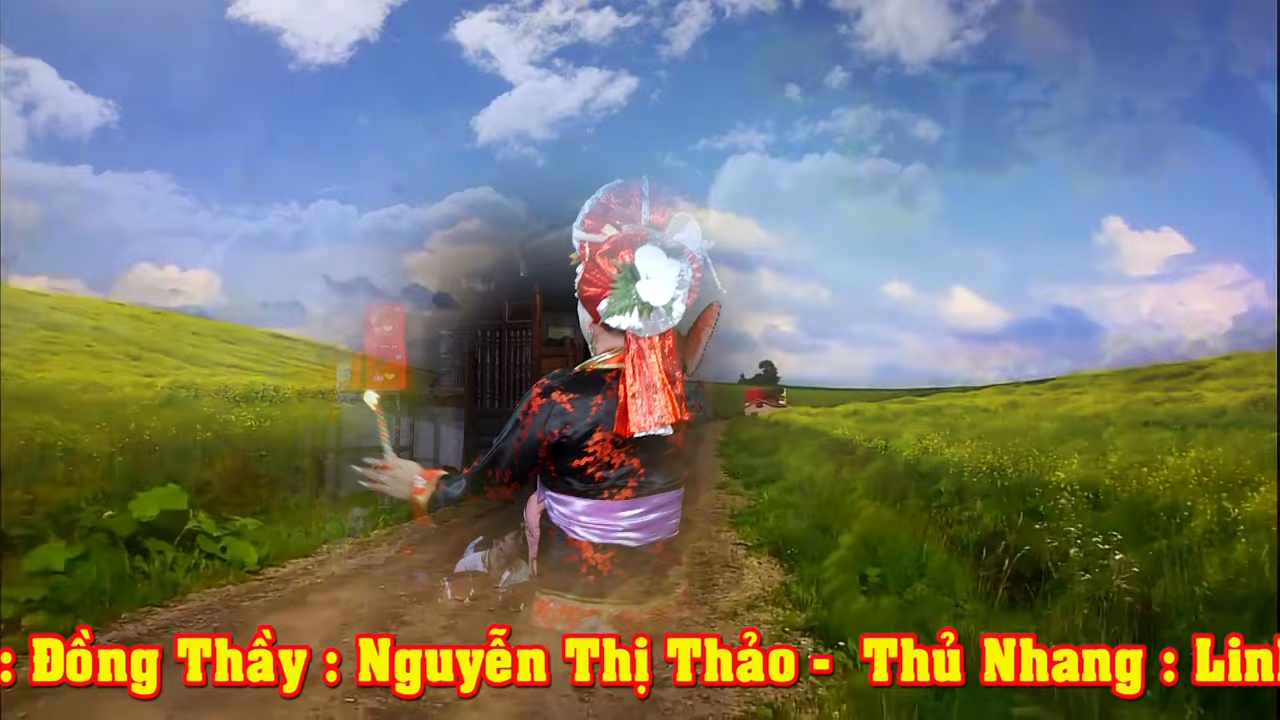 : Đồng Thầy : Nguyễn Thị Thảo - Thủ Nhang : Linh